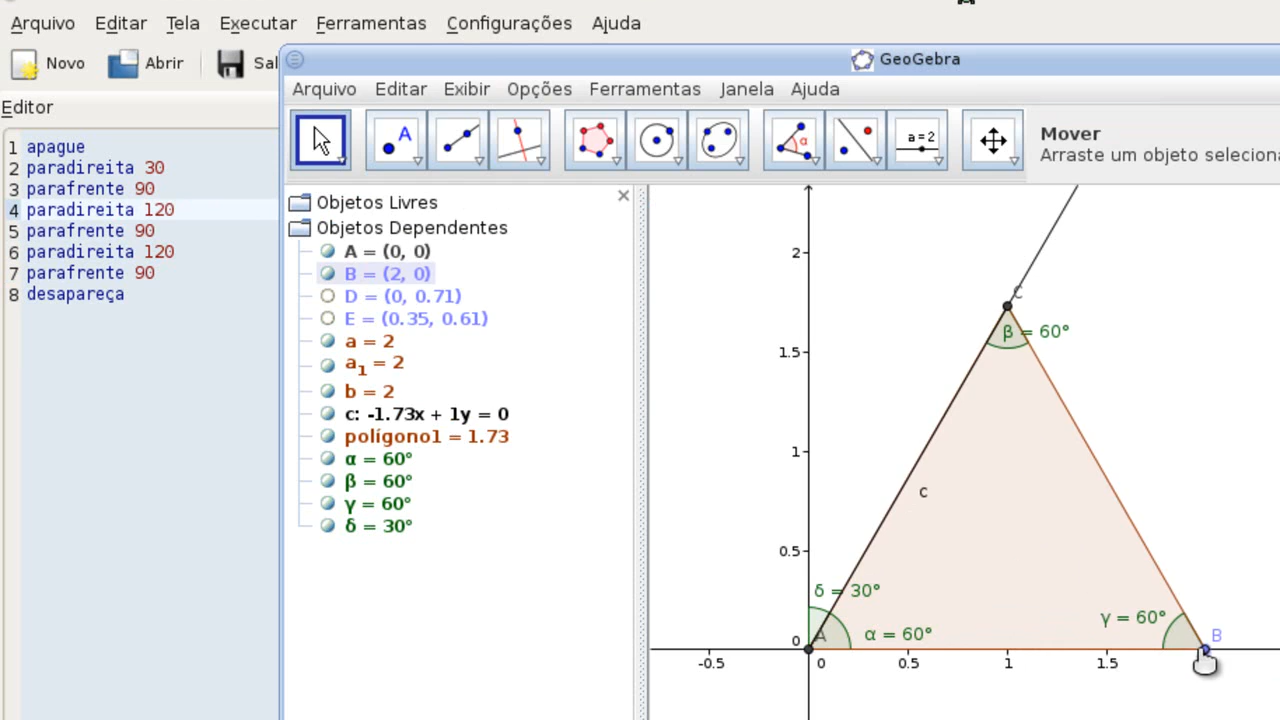 Arquivo Editar Tela Executar Ferramentas Configurações Ajuda
Novo Abrir Sal
Editor
1 apague
2 paradireita 30
3 parafrente 90
4 paradireita 120
5 parafrente 90
6 paradireita 120
7 parafrente 90
8 desapareça
GeoGebra
Arquivo Editar Exibir Opções Ferramentas Janela Ajuda
A
α
a=2
Mover
Arraste um objeto seleciona
Objetos Livres
Objetos Dependentes
A = (0, 0)
B = (2, 0)
D = (0, 0.71)
E = (0.35, 0.61)
a = 2
a1 = 2
b = 2
c: -1.73x + 1y = 0
polígono1 = 1.73
α = 60°
β = 60°
γ = 60°
δ = 30°
2
C
β = 60°
1.5
1
c
0.5
δ = 30°
γ = 60°
0
A
α = 60°
B
-0.5 0 0.5 1 1.5